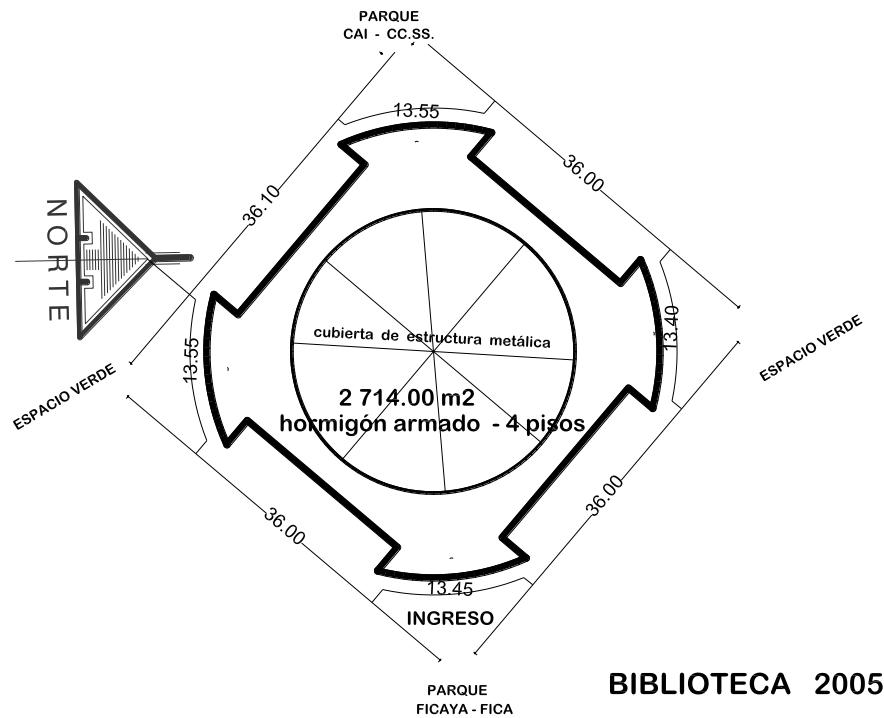 PARQUE
CAI - CC.SS.
13.55
36.00
36.10
NORTE
13.40
13.55
cubierta de estructura metálica
ESPACIO VERDE
ESPACIO VERDE
2 714.00 m2
hormigón armado - 4 pisos
36.00
36.00
13.45
INGRESO
BIBLIOTECA 2005
PARQUE
FICAYA - FICA